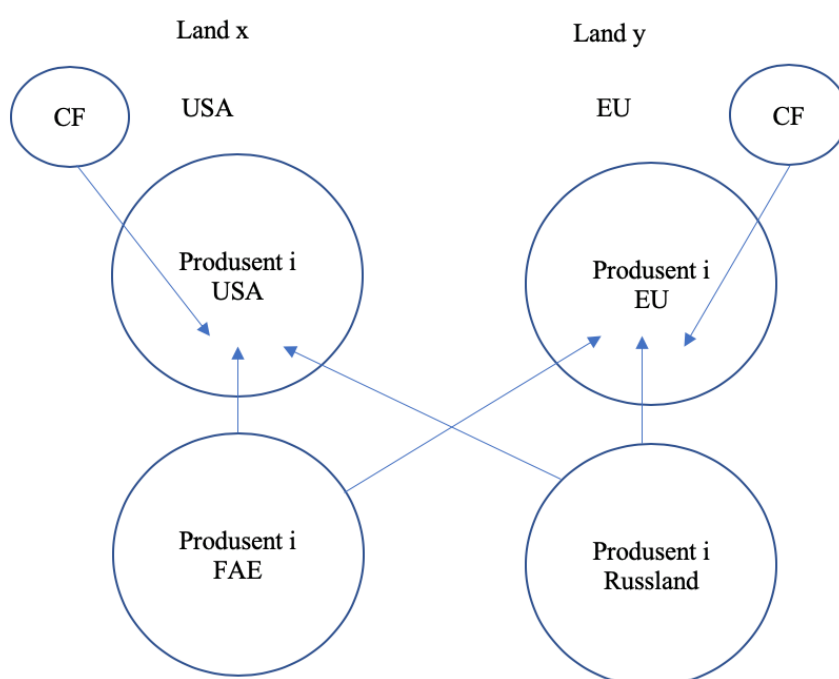 Land x
Land y
CF
USA
EU
CF
Produsent i
USA
Produsent i
EU
Produsent i
FAE
Produsent i
Russland